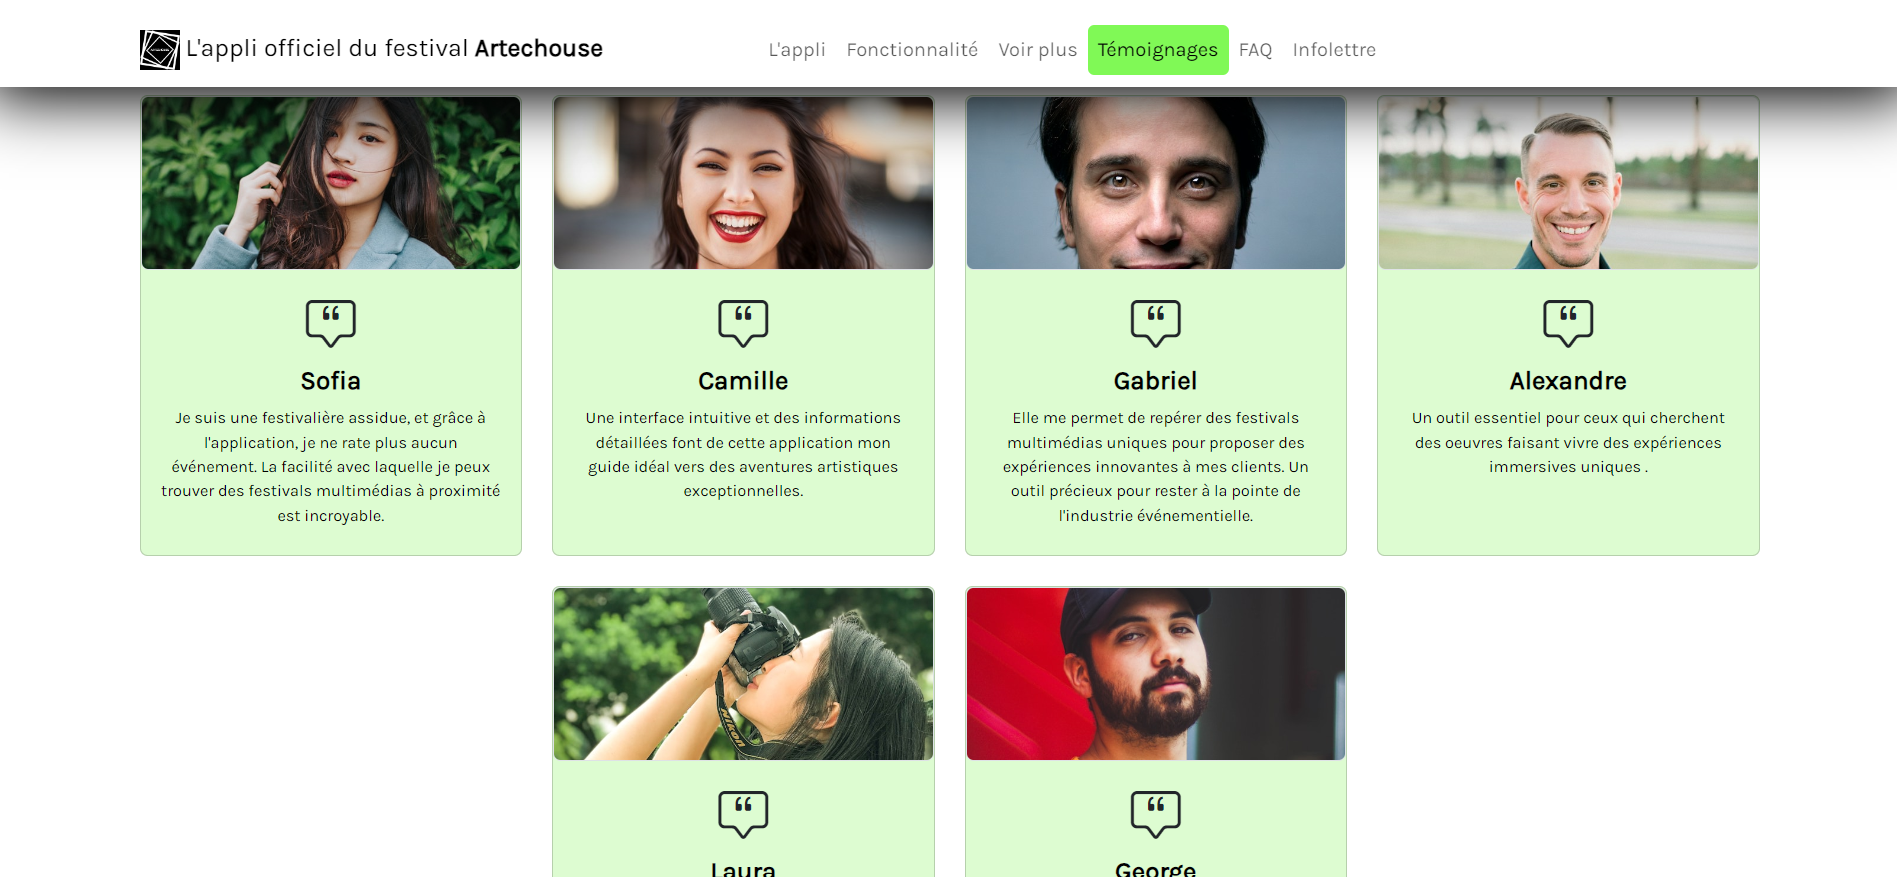 L'appli officiel du festival Artechouse
L'appli Fonctionnalité Voir plus Témoignages FAQ Infolettre
Sofia
Je suis une festivalière assidue, et grâce à
l'application, je ne rate plus aucun
événement. La facilité avec laquelle je peux
trouver des festivals multimédias à proximité
est incroyable.
Camille
Une interface intuitive et des informations
détaillées font de cette application mon
guide idéal vers des aventures artistiques
exceptionnelles.
Gabriel
Elle me permet de repérer des festivals
multimédias uniques pour proposer des
expériences innovantes à mes clients. Un
outil précieux pour rester à la pointe de
l'industrie événementielle.
Alexandre
Un outil essentiel pour ceux qui cherchent
des oeuvres faisant vivre des expériences
immersives uniques .
Nikon
Laura
George